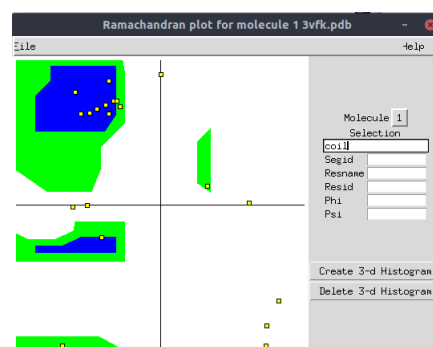 Ramachandran plot for molecule 1 3vfk.pdb
File
Help
Molecule 1
Selection
coil
Segid
Resname
Resid
Phi
Psi
Create 3-d Histogram
Delete 3-d Histogram